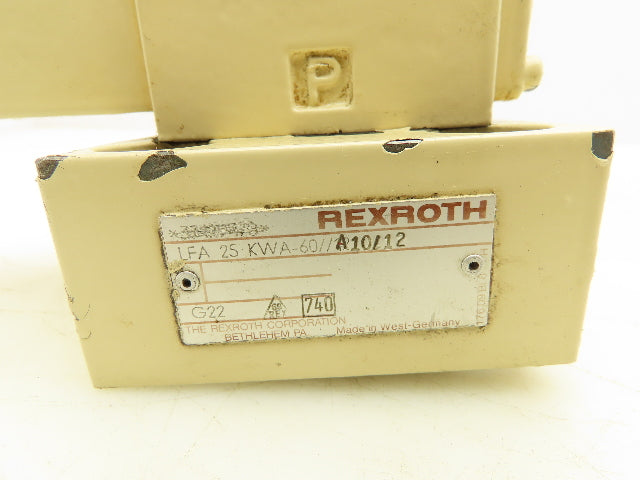 P
REXROTH
LFA 25 KWA-60//A10/12
G22 740
THE REXROTH CORPORATION
BETHLEHEM PA Made in West-Germany